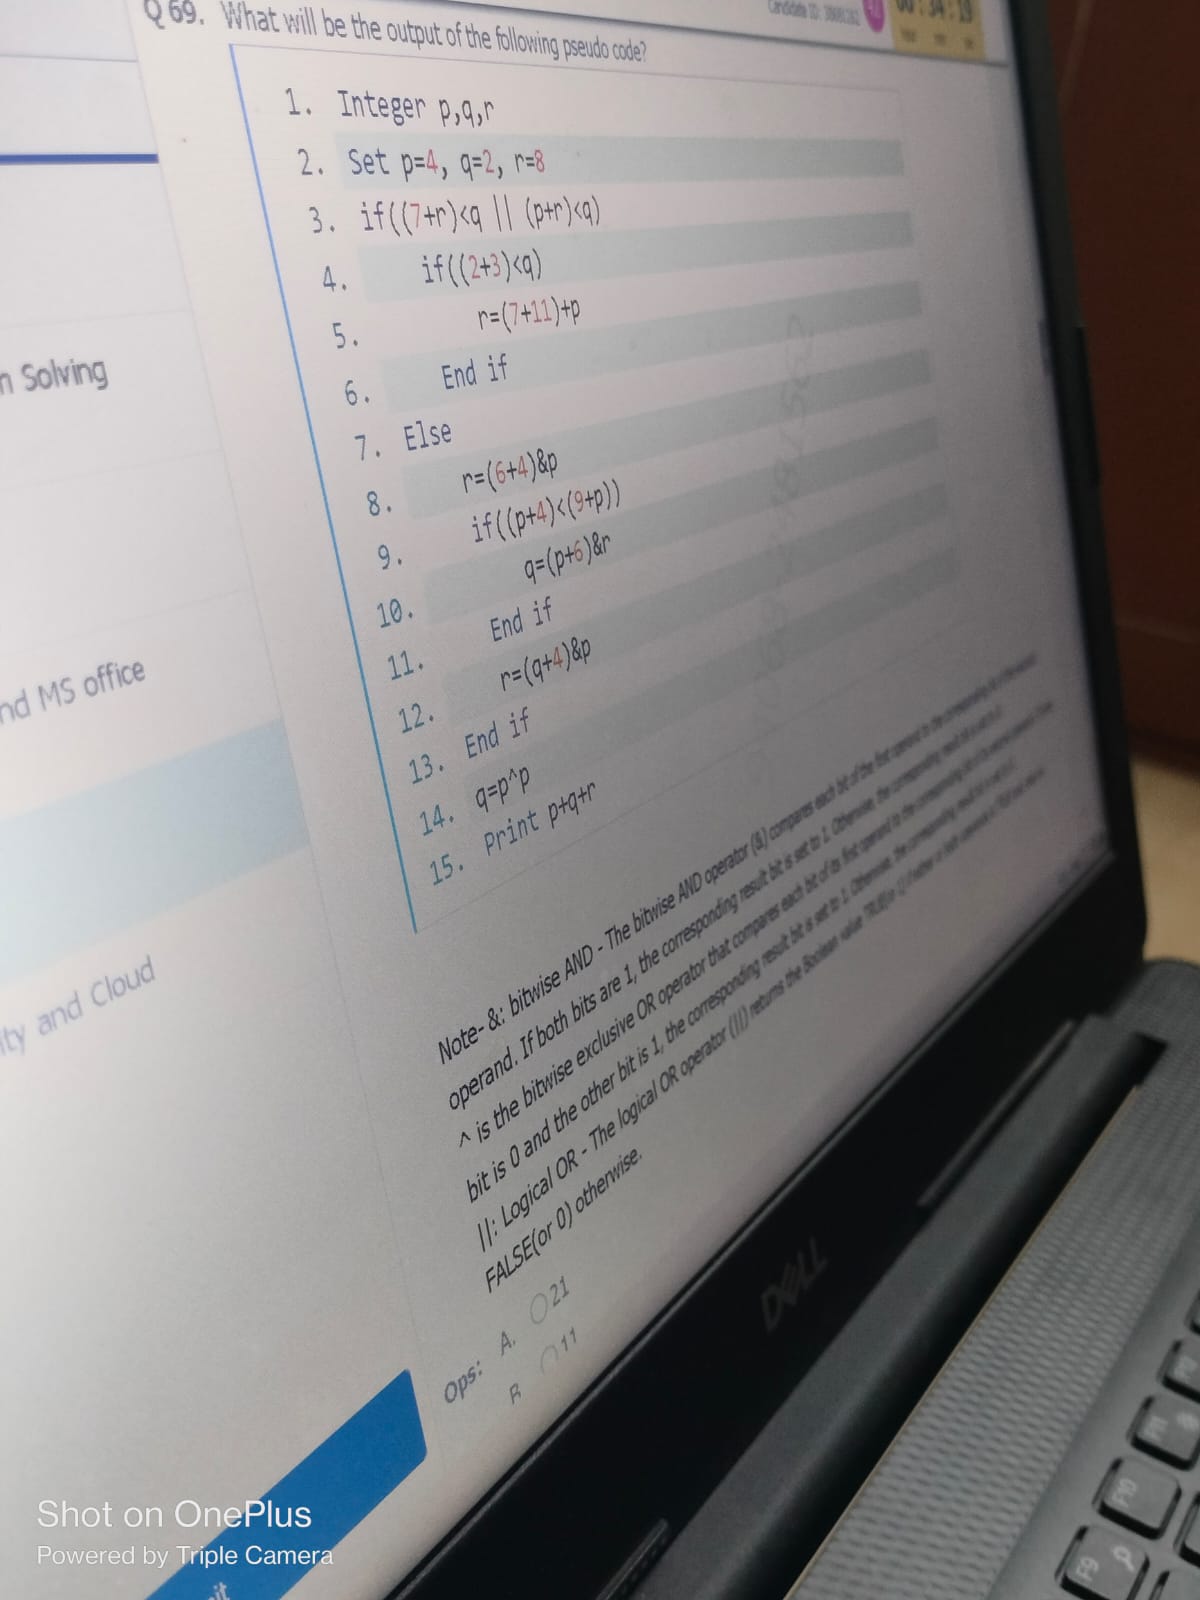 Q 69. What will be the output of the following pseudo code?
Candidate ID:
00:34:19
1. Integer p,q,r
2. Set p=4, q=2, r=8
3. if((7+r)<q || (p+r)<q)
4. if((2+3)<q)
5. r=(7+11)+p
6. End if
7. Else
8. r=(6+4)&p
9. if((p+4)<(9+p))
10. q=(p+6)&r
11. End if
12. r=(q+4)&p
13. End if
14. q=p^p
15. Print p+q+r
n Solving
nd MS office
ity and Cloud
Note- &: bitwise AND - The bitwise AND operator (&) compares each bit of the first operand to the corresponding bit of the second
operand. If both bits are 1, the corresponding result bit is set to 1. Otherwise, the corresponding result bit is set to 0.
^ is the bitwise exclusive OR operator that compares each bit of its first operand to the corresponding bit of its second operand. If one
bit is 0 and the other bit is 1, the corresponding result bit is set to 1. Otherwise, the corresponding result bit is set to 0.
||: Logical OR - The logical OR operator (||) returns the Boolean value TRUE(or 1) if either or both operands is TRUE and returns
FALSE(or 0) otherwise.
Ops: A. 21
B 11
it
DELL
F9
F10
Shot on OnePlus
Powered by Triple Camera